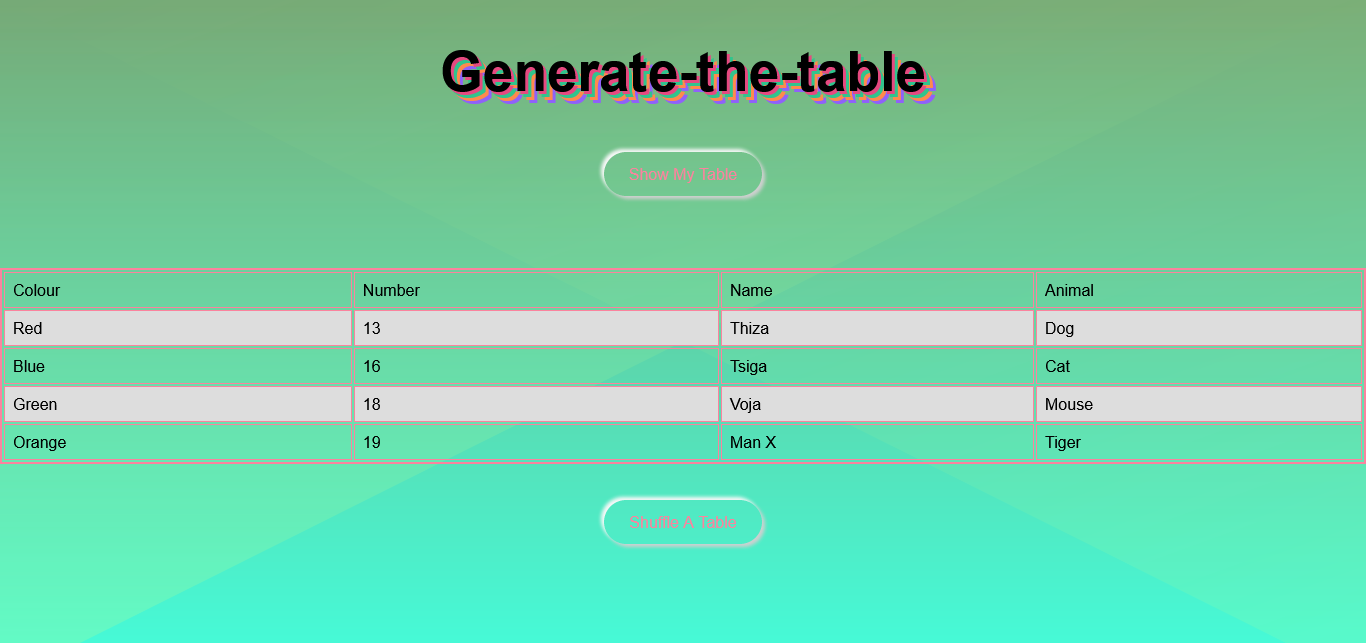 Generate-the-table
Show My Table
Colour Number Name Animal
Red 13 Thiza Dog
Blue 16 Tsiga Cat
Green 18 Voja Mouse
Orange 19 Man X Tiger
Shuffle A Table